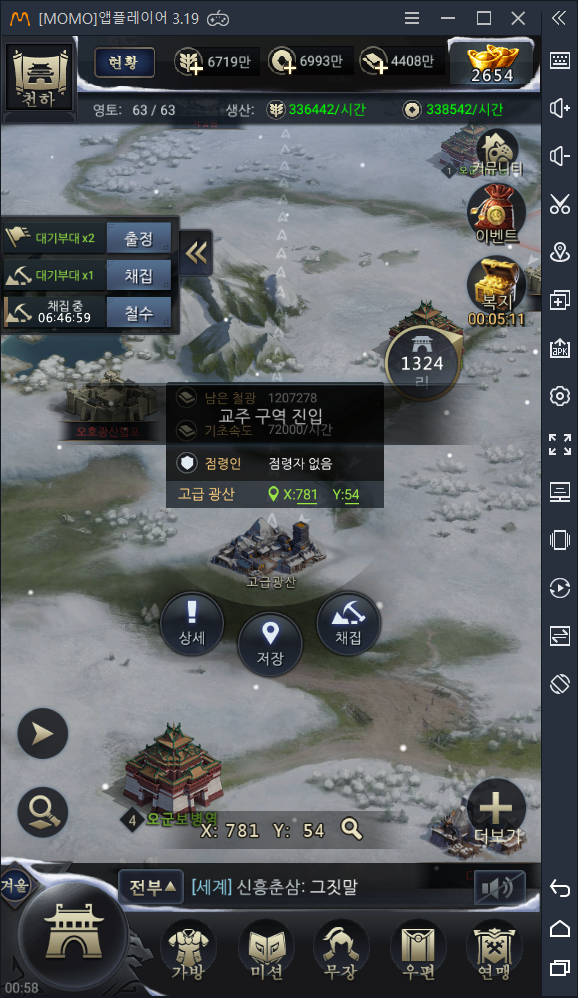 [MOMO]앱플레이어 3.19
천하
현황
6719만
6993만
4408만
2654
영토: 63 / 63
생산:
336442/시간
338542/시간
커뮤니티
1
이벤트
대기부대 x2
출정
대기부대 x1
채집
채집 중
06:46:59
철수
복지
00:05:11
1324
리
남은 철광 1207278
교주 구역 진입
기초속도 72000/시간
점령인 점령자 없음
고급 광산 X:781 Y:54
고급광산
상세
저장
채집
4 오군보병영
X: 781 Y: 54
더보기
겨울
전부
[세계] 신흥춘삼: 그짓말
가방
미션
무장
우편
연맹
00:58
APK